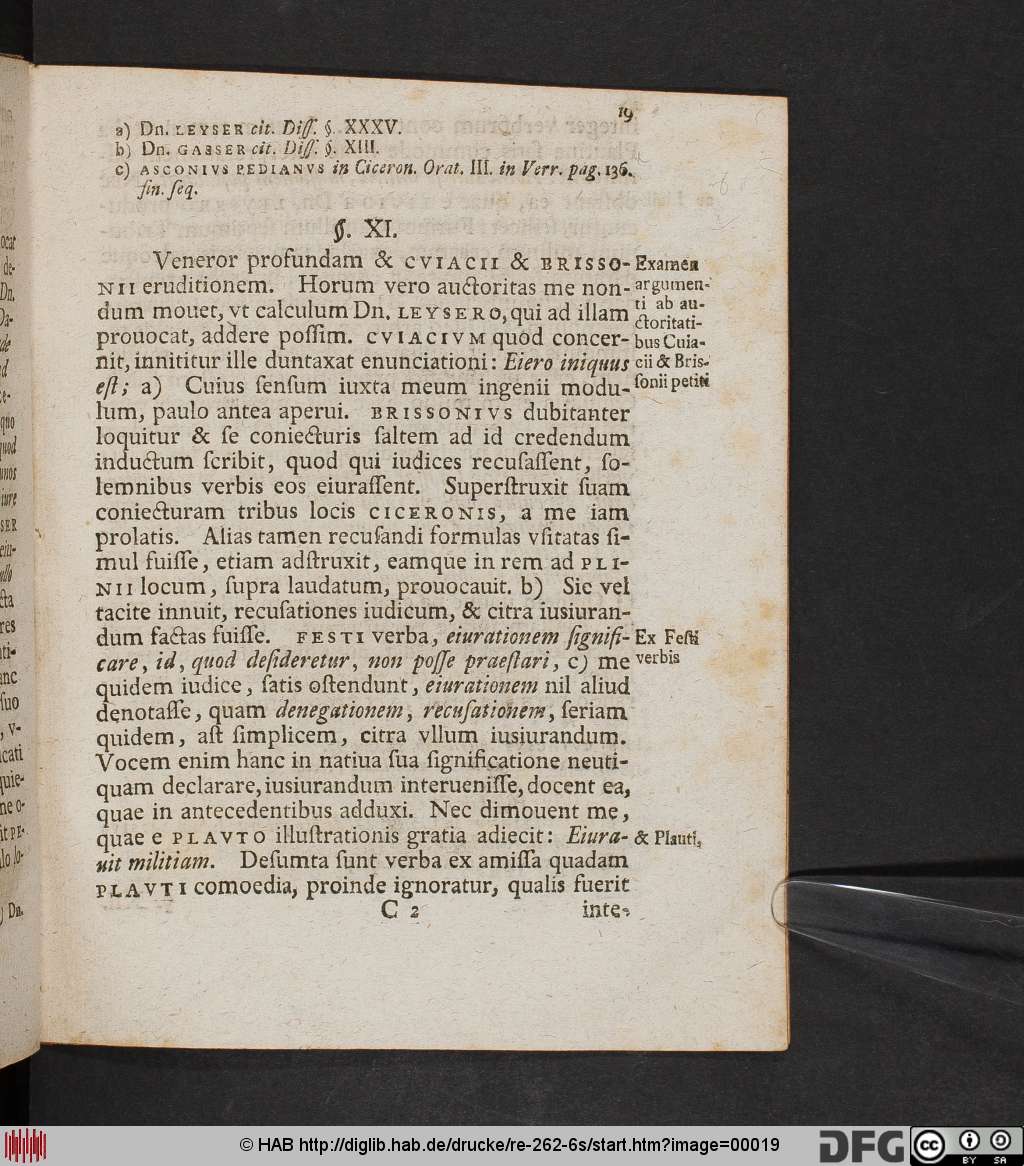 19
a) Dn. LEYSER cit. Diſſ. §. XXXV.
b) Dn. GASSER cit. Diſſ. §. XIII.
c) ASCONIVS PEDIANVS in Ciceron. Orat. III. in Verr. pag. 136.
ſin. ſeq.
§. XI.
Veneror profundam & CVIACII & BRISSO-
NII eruditionem. Horum vero auctoritas me non-
dum mouet, vt calculum Dn. LEYSERO, qui ad illam
prouocat, addere poſſim. CVIACIVM quod concer-
nit, innititur ille duntaxat enunciationi: Eiero iniquus
eſt; a) Cuius ſenſum iuxta meum ingenii modu-
lum, paulo antea aperui. BRISSONIVS dubitanter
loquitur & ſe coniecturis ſaltem ad id credendum
inductum ſcribit, quod qui iudices recuſaſſent, ſo-
lemnibus verbis eos eiuraſſent. Superſtruxit ſuam
coniecturam tribus locis CICERONIS, a me iam
prolatis. Alias tamen recuſandi formulas vſitatas ſi-
mul fuiſſe, etiam adſtruxit, eamque in rem ad PLI-
NII locum, ſupra laudatum, prouocauit. b) Sic vel
tacite innuit, recuſationes iudicum, & citra iusiuran-
dum factas fuiſſe. FESTI verba, eiurationem ſignifi-
care, id, quod deſideretur, non poſſe praeſtari, c) me
quidem iudice, ſatis oſtendunt, eiurationem nil aliud
denotaſſe, quam denegationem, recuſationem, ſeriam
quidem, aſt ſimplicem, citra vllum iusiurandum.
Vocem enim hanc in natiua ſua ſignificatione neuti-
quam declarare, iusiurandum interueniſſe, docent ea,
quae in antecedentibus adduxi. Nec dimouent me,
quae e PLAVTO illuſtrationis gratia adiecit: Eiura-
uit militiam. Deſumta ſunt verba ex amiſſa quadam
PLAVTI comoedia, proinde ignoratur, qualis fuerit
C 2 inte-
Examen
argumen-
ti ab au-
ctoritati-
bus Cuia-
cii & Bris-
ſonii petiti
Ex Feſti
verbis
& Plauti,
© HAB http://diglib.hab.de/drucke/re-262-6s/start.htm?image=00019
DFG
cc BY SA